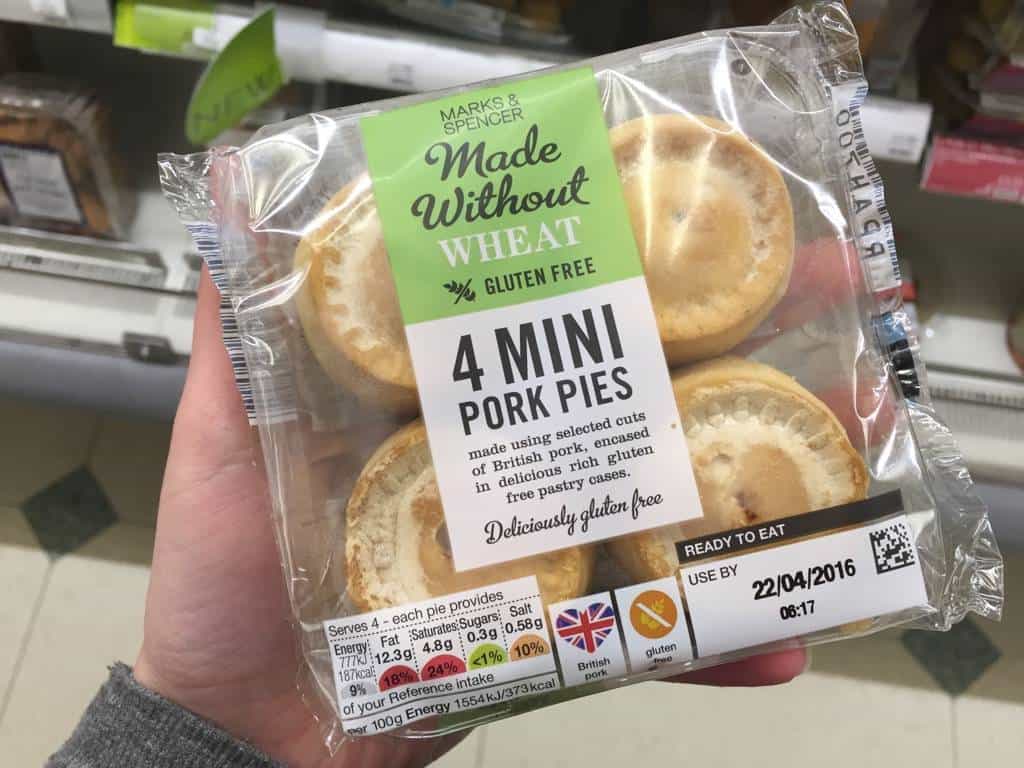 NEW
MARKS &
SPENCER
Made
Without
WHEAT
GLUTEN FREE
4 MINI
PORK PIES
made using selected cuts
of British pork, encased
in delicious rich gluten
free pastry cases.
Deliciously gluten free
READY TO EAT
USE BY
22/04/2016
06:17
Serves 4 - each pie provides
Energy Fat Saturates Sugars Salt
777kJ 12.3g 4.8g 0.3g 0.58g
187kcal
9% 18% 24% <1% 10%
of your Reference intake
per 100g Energy 1554kJ/373kcal
British
pork
gluten
free